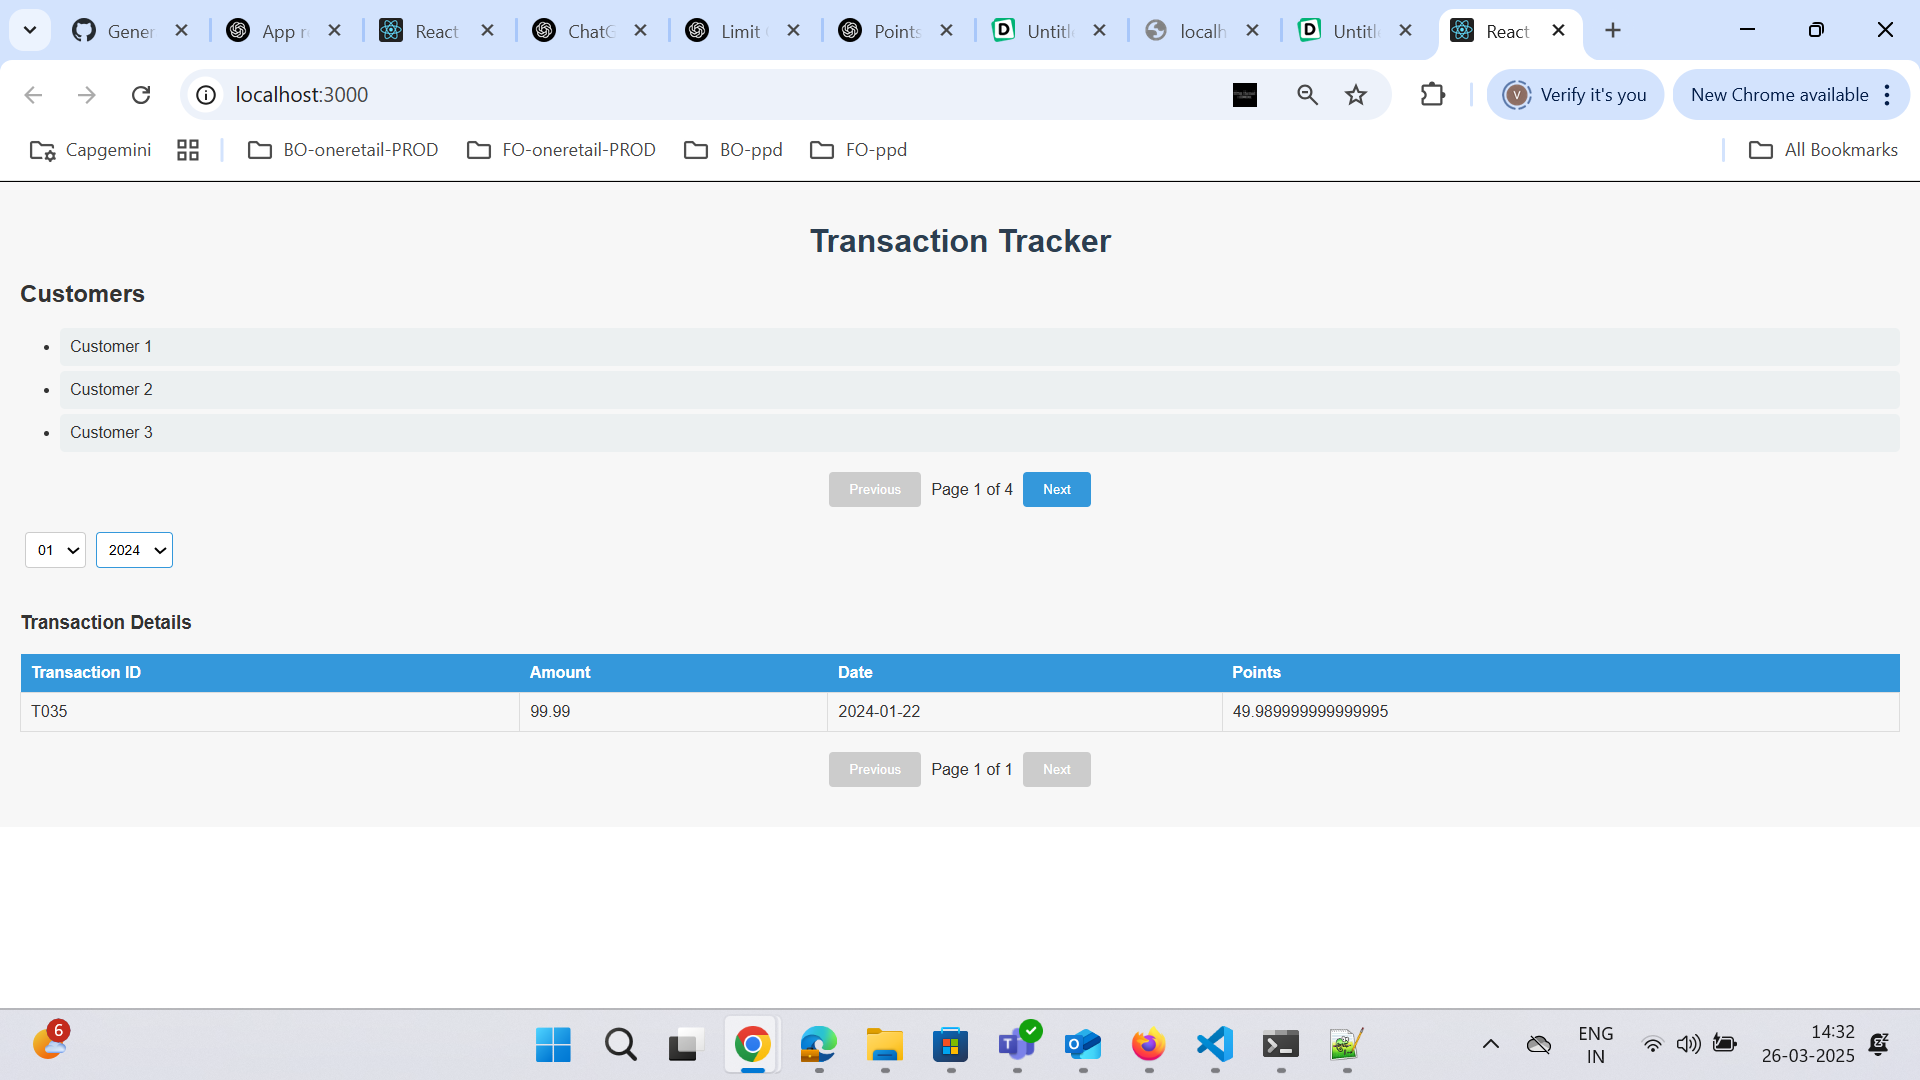 Gener
App r
React
ChatG
Limit
Points
Untitl
localh
Untitl
React
localhost:3000
V Verify it's you
New Chrome available
Capgemini
BO-oneretail-PROD
FO-oneretail-PROD
BO-ppd
FO-ppd
All Bookmarks
Transaction Tracker
Customers
• Customer 1
• Customer 2
• Customer 3
Previous Page 1 of 4 Next
01 2024
Transaction Details
Transaction ID Amount Date Points
T035 99.99 2024-01-22 49.989999999999995
Previous Page 1 of 1 Next
6
ENG
IN
14:32
26-03-2025